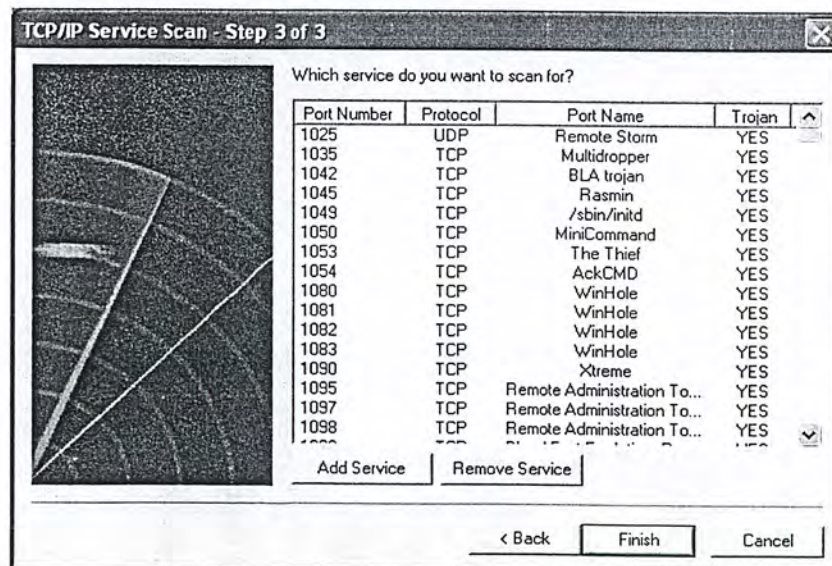 TCP/IP Service Scan - Step 3 of 3
Which service do you want to scan for?
Port Number Protocol Port Name Trojan
1025 UDP Remote Storm YES
1035 TCP Multidropper YES
1042 TCP BLA trojan YES
1045 TCP Rasmin YES
1049 TCP /sbin/initd YES
1050 TCP MiniCommand YES
1053 TCP The Thief YES
1054 TCP AckCMD YES
1080 TCP WinHole YES
1081 TCP WinHole YES
1082 TCP WinHole YES
1083 TCP WinHole YES
1090 TCP Xtreme YES
1095 TCP Remote Administration To... YES
1097 TCP Remote Administration To... YES
1098 TCP Remote Administration To... YES
TCP
Add Service Remove Service
< Back Finish Cancel